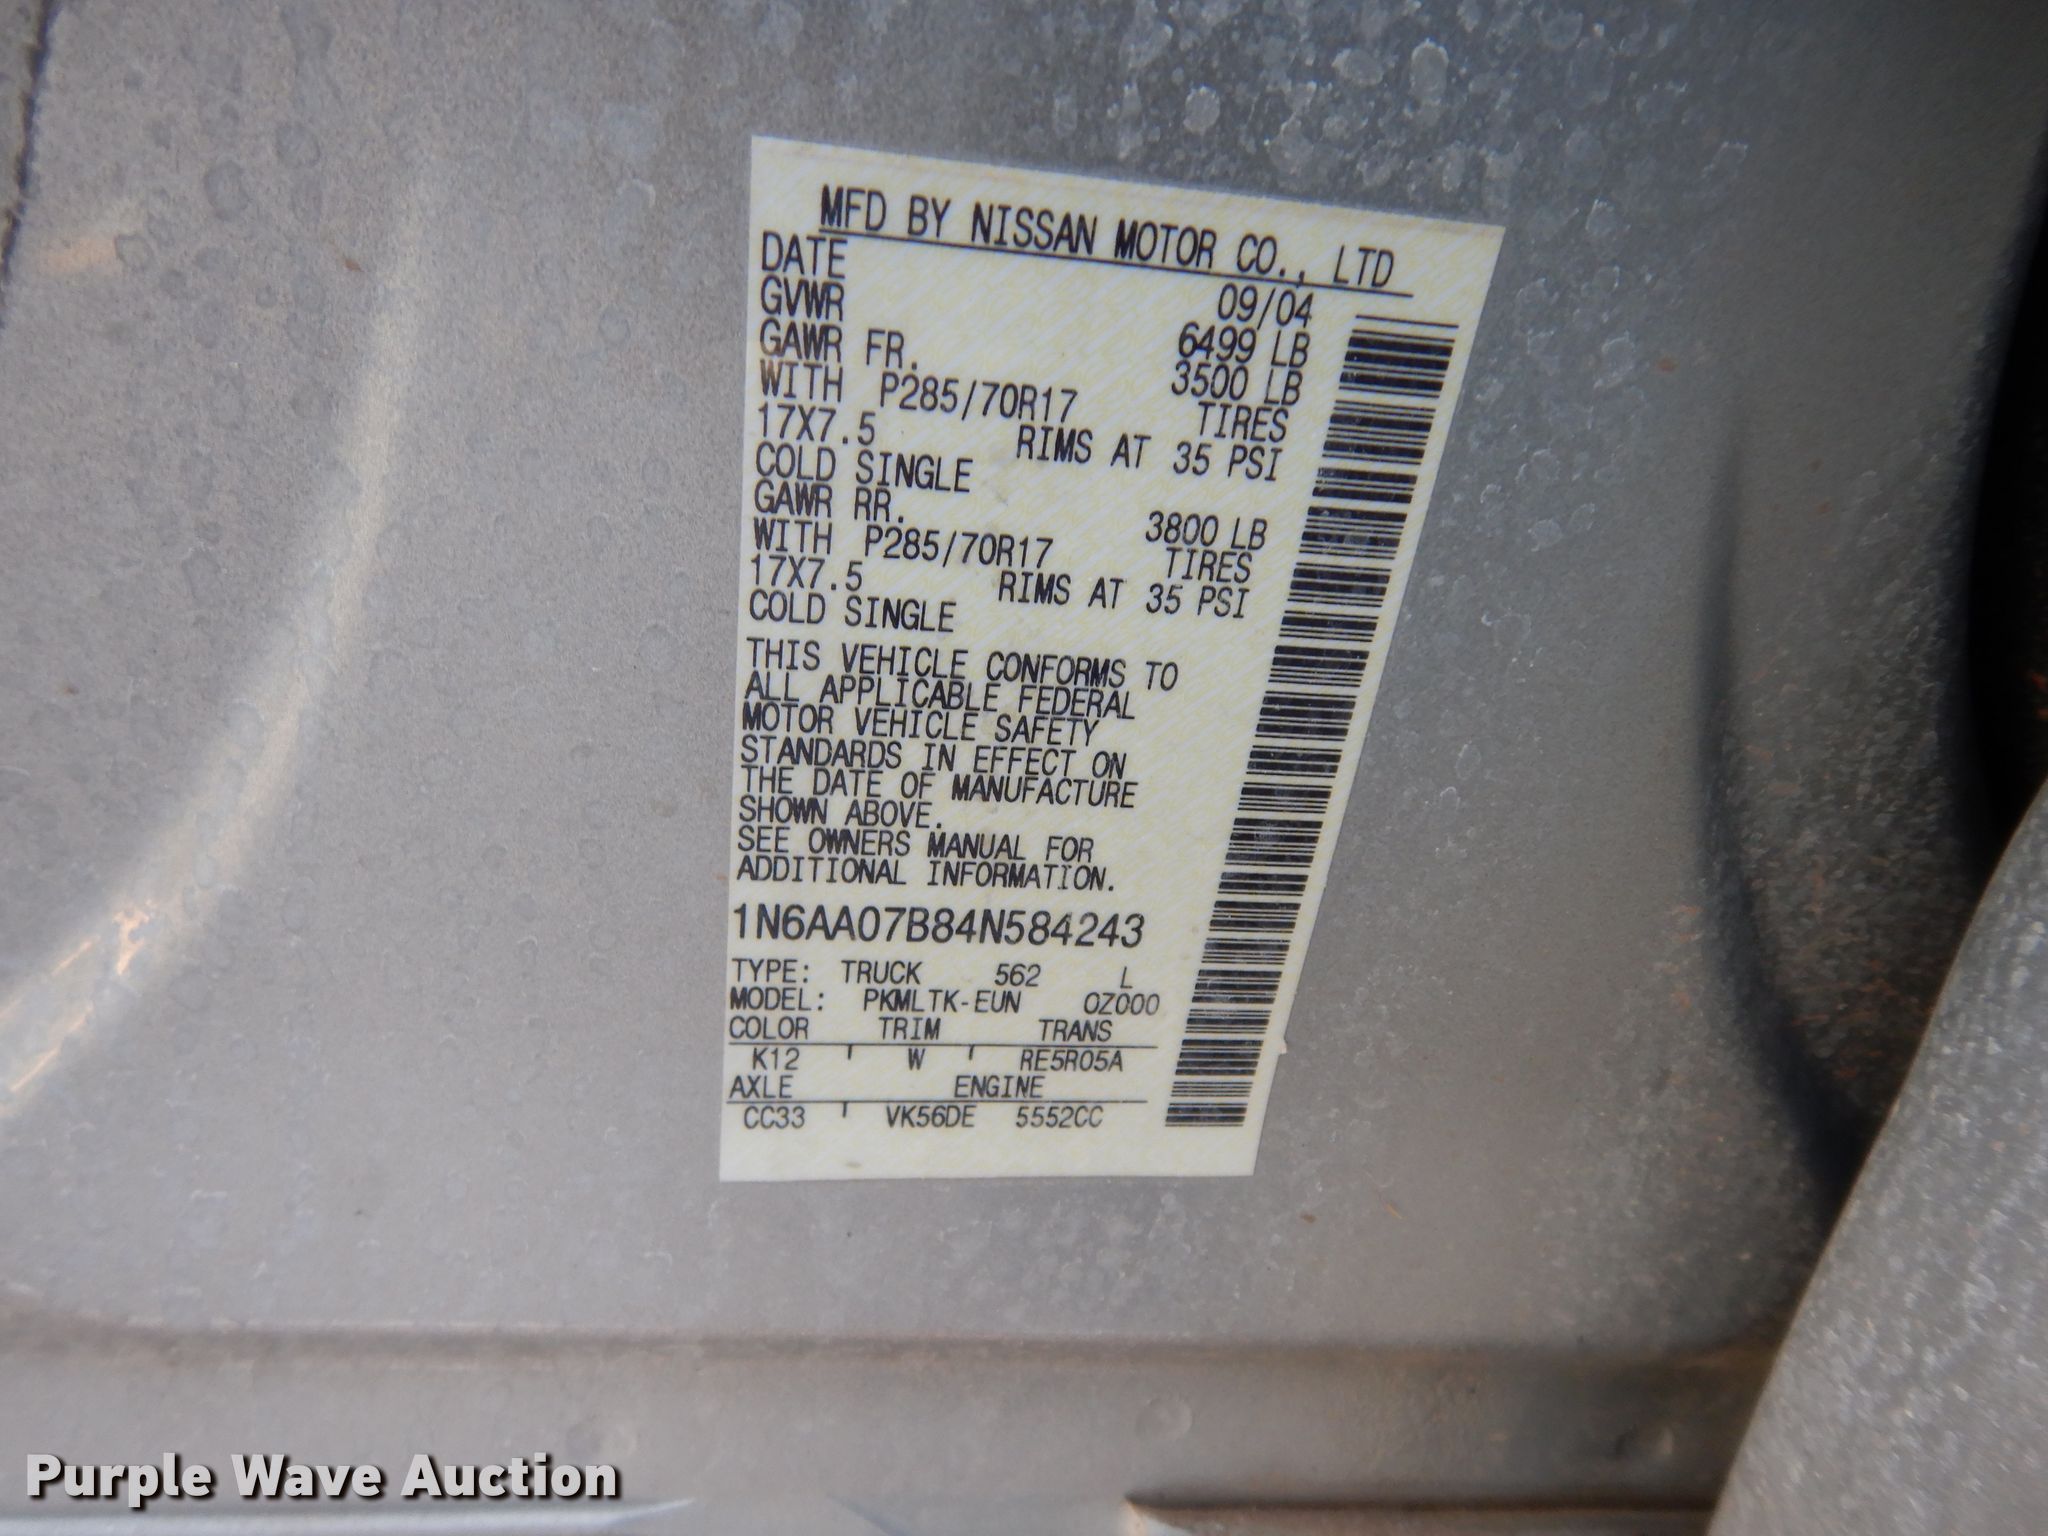 MFD BY NISSAN MOTOR CO., LTD
DATE 09/04
GVWR 6499 LB
GAWR FR. 3500 LB
WITH P285/70R17 TIRES
17X7.5 RIMS AT 35 PSI
COLD SINGLE
GAWR RR. 3800 LB
WITH P285/70R17 TIRES
17X7.5 RIMS AT 35 PSI
COLD SINGLE
THIS VEHICLE CONFORMS TO
ALL APPLICABLE FEDERAL
MOTOR VEHICLE SAFETY
STANDARDS IN EFFECT ON
THE DATE OF MANUFACTURE
SHOWN ABOVE.
SEE OWNERS MANUAL FOR
ADDITIONAL INFORMATION.
1N6AA07B84N584243
TYPE: TRUCK 562 L
MODEL: PKMLTK-EUN 0Z000
COLOR TRIM TRANS
K12 W RE5R05A
AXLE ENGINE
CC33 VK56DE 5552CC
Purple Wave Auction